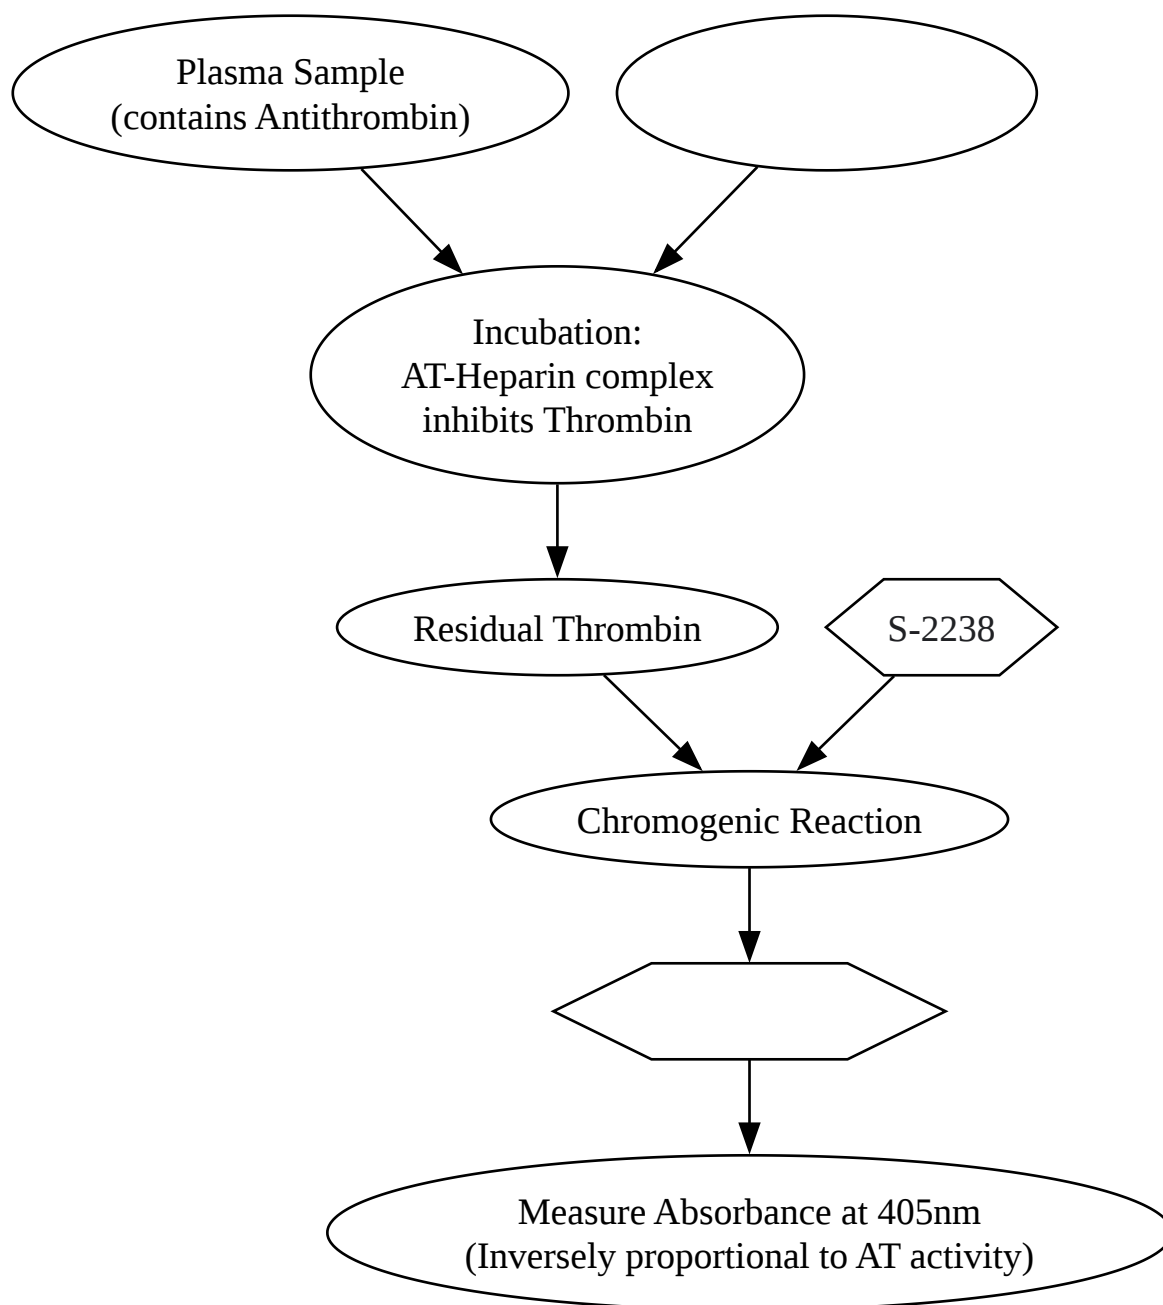 Plasma Sample
(contains Antithrombin)
Incubation:
AT-Heparin complex
inhibits Thrombin
Residual Thrombin
S-2238
Chromogenic Reaction
Measure Absorbance at 405nm
(Inversely proportional to AT activity)